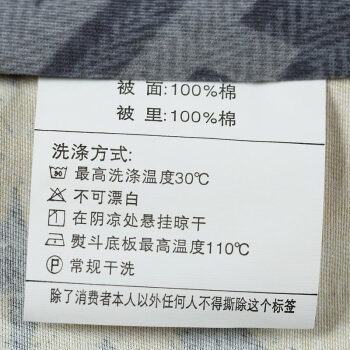 被 面:100%棉
被 里:100%棉
洗涤方式:
30 最高洗涤温度30℃
不可漂白
在阴凉处悬挂晾干
熨斗底板最高温度110℃
P 常规干洗
除了消费者本人以外任何人不得撕除这个标签